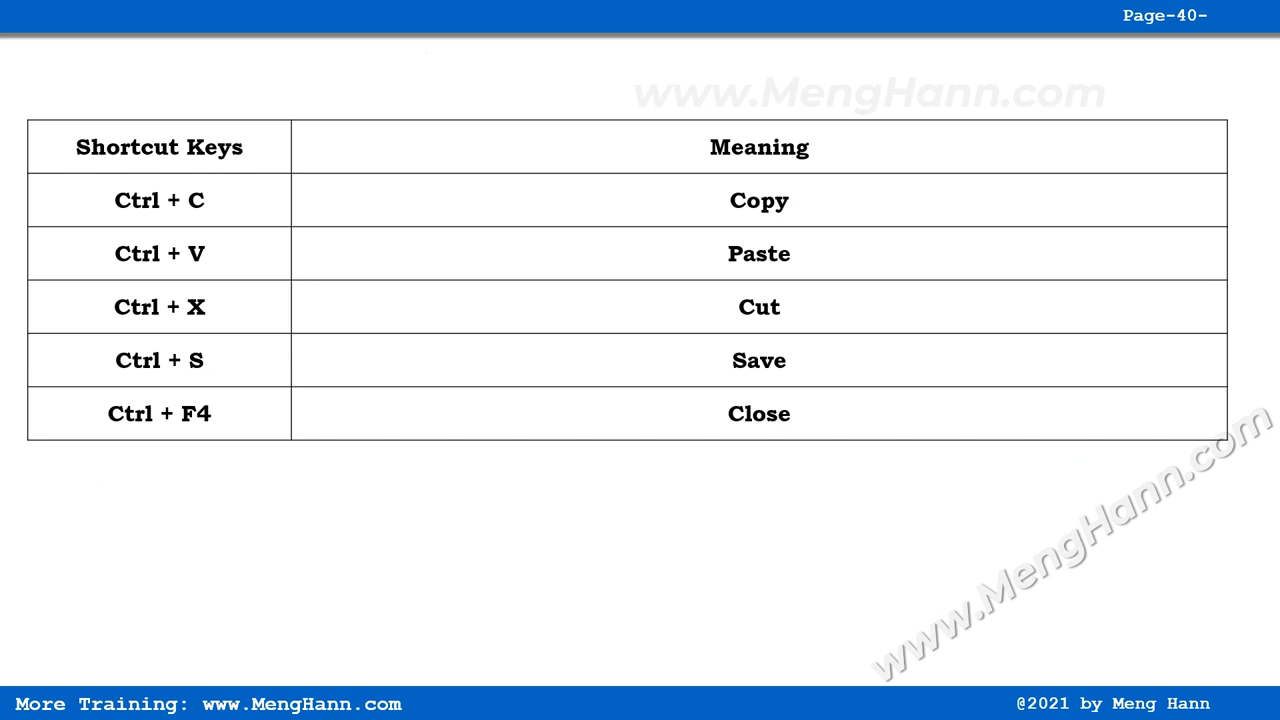 Page-40-
www.MengHann.com
Shortcut Keys Meaning
Ctrl + C Copy
Ctrl + V Paste
Ctrl + X Cut
Ctrl + S Save
Ctrl + F4 Close
www.MengHann.com
More Training: www.MengHann.com @2021 by Meng Hann